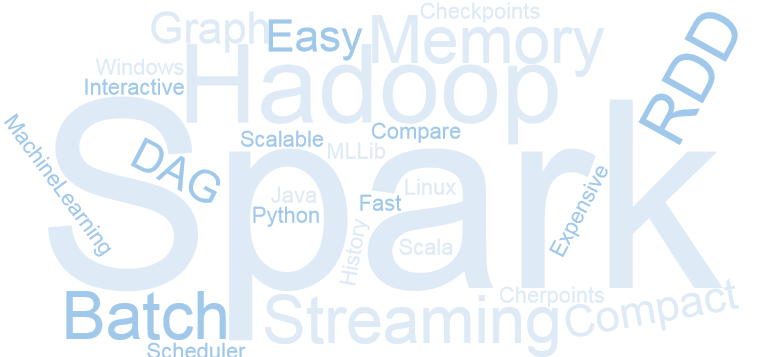 Checkpoints
Graph
Easy
Memory
RDD
Windows
Hadoop
Interactive
Spark
MachineLearning
DAG
Scalable
Compare
MLLib
Java
Linux
Python
Fast
Expensive
History
Scala
Batch
Streaming
Cherpoints
Compact
Scheduler